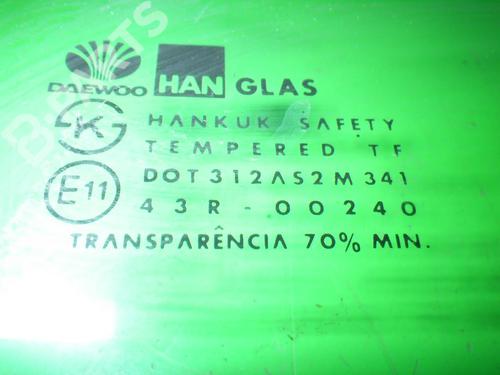 DAEWOO HAN GLAS
K S HANKUK SAFETY
TEMPERED TF
E11 DOT312AS2M341
43R-00240
TRANSPARÊNCIA 70% MIN.